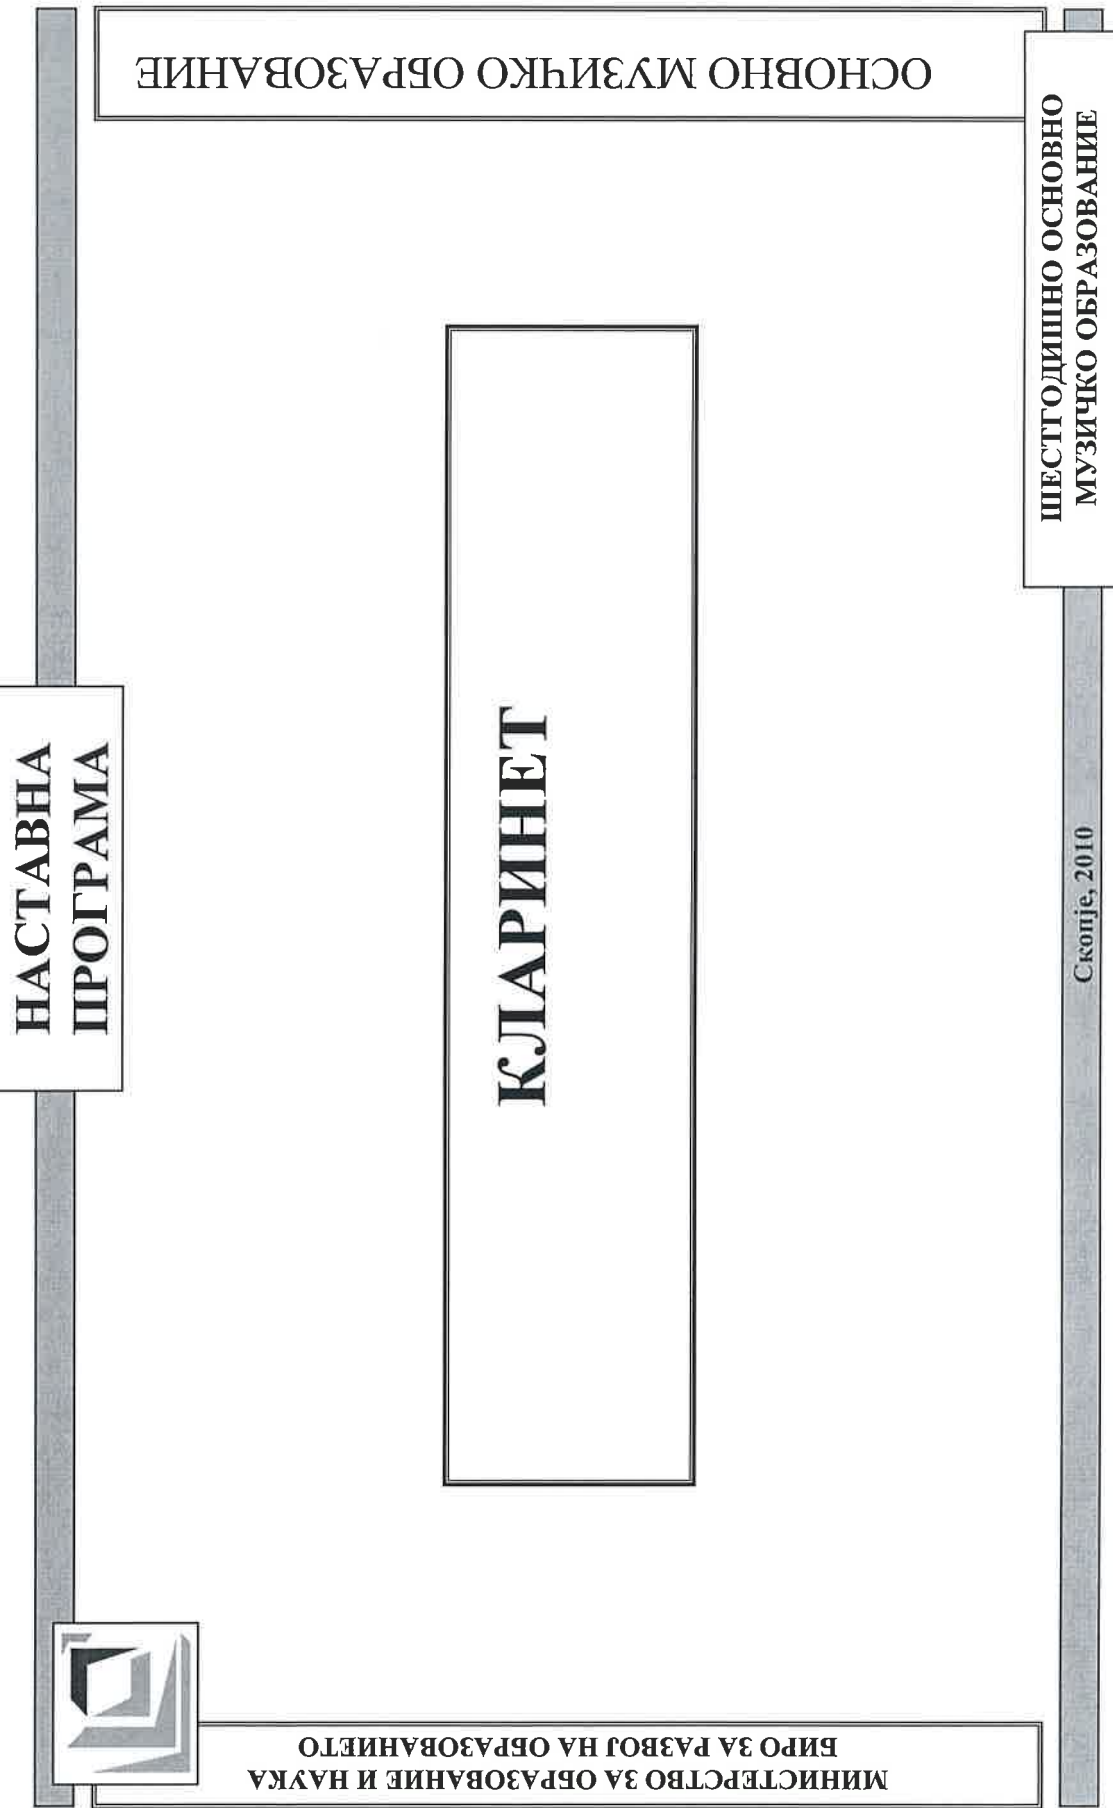 НАСТАВНА
ПРОГРАМА
МИНИСТЕРСТВО ЗА ОБРАЗОВАНИЕ И НАУКА
БИРО ЗА РАЗВОЈ НА ОБРАЗОВАНИЕТО
КЛАРИНЕТ
ОСНОВНО МУЗИЧКО ОБРАЗОВАНИЕ
ШЕСТГОДИШНО ОСНОВНО
МУЗИЧКО ОБРАЗОВАНИЕ
Скопје, 2010